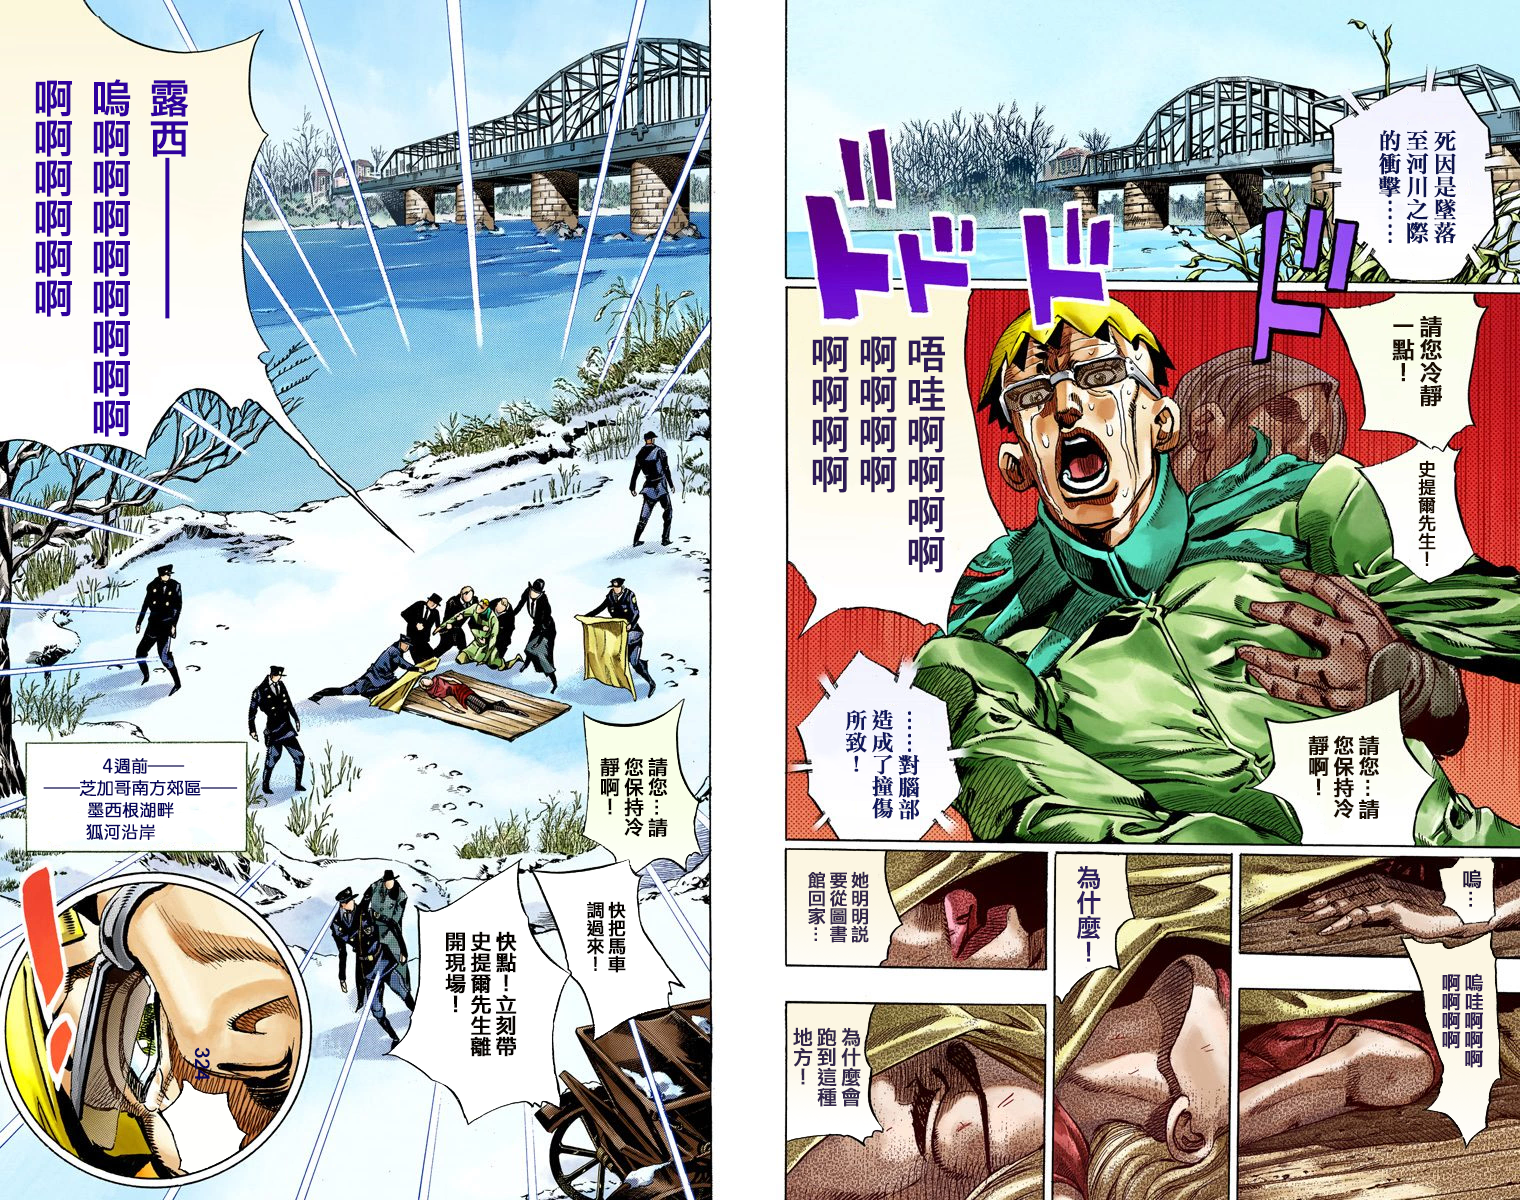 死因是墜落
至河川之際
的衝擊……
ドドドド
請您冷靜
一點！
史提爾先生！
唔哇啊啊啊啊
啊啊啊啊
啊啊啊啊
請您…請
您保持冷
靜啊！
……對腦部
造成了撞傷
所致！
嗚…
嗚哇啊啊啊
啊啊啊啊
為什麼！
她明明說
要從圖書
館回家…
為什麼會
跑到這種
地方！
露西——
嗚啊啊啊啊啊啊啊啊
啊啊啊啊啊啊
4週前——
——芝加哥南方郊區——
墨西根湖畔
狐河沿岸
請您…請
您保持冷
靜啊！
快把馬車
調過來！
快點！立刻帶
史提爾先生離
開現場！
！
324